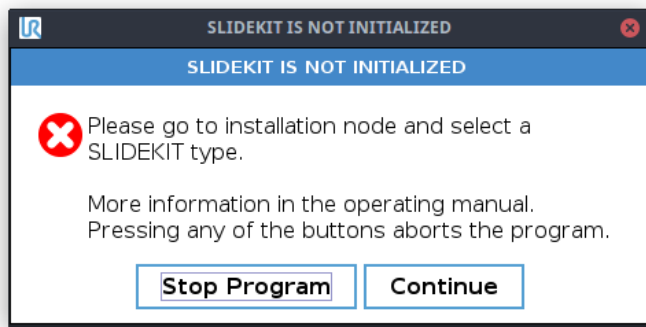 UR
SLIDEKIT IS NOT INITIALIZED
SLIDEKIT IS NOT INITIALIZED
Please go to installation node and select a
SLIDEKIT type.
More information in the operating manual.
Pressing any of the buttons aborts the program.
Stop Program
Continue